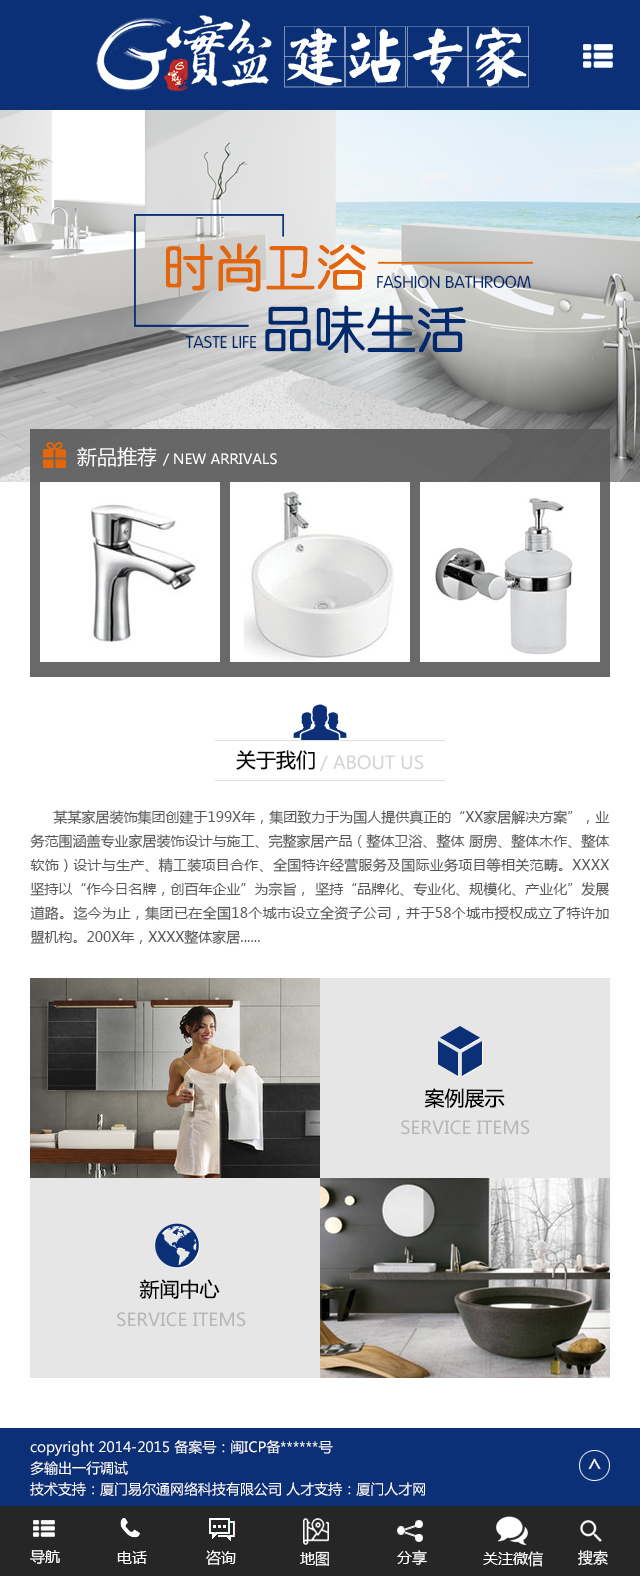 寶盆 建站专家
时尚卫浴
FASHION BATHROOM
TASTE LIFE 品味生活
新品推荐 / NEW ARRIVALS
关于我们 / ABOUT US
某某家居装饰集团创建于199X年，集团致力于为国人提供真正的“XX家居解决方案”，业
务范围涵盖专业家居装饰设计与施工、完整家居产品（整体卫浴、整体 厨房、整体木作、整体
软饰）设计与生产、精工装项目合作、全国特许经营服务及国际业务项目等相关范畴。XXXX
坚持以“作今日名牌，创百年企业”为宗旨， 坚持“品牌化、专业化、规模化、产业化”发展
道路。迄今为止，集团已在全国18个城市设立全资子公司，并于58个城市授权成立了特许加
盟机构。200X年，XXXX整体家居......
案例展示
SERVICE ITEMS
新闻中心
SERVICE ITEMS
copyright 2014-2015 备案号：闽ICP备******号
多输出一行调试
技术支持：厦门易尔通网络科技有限公司 人才支持：厦门人才网
导航 电话 咨询 地图 分享 关注微信 搜索